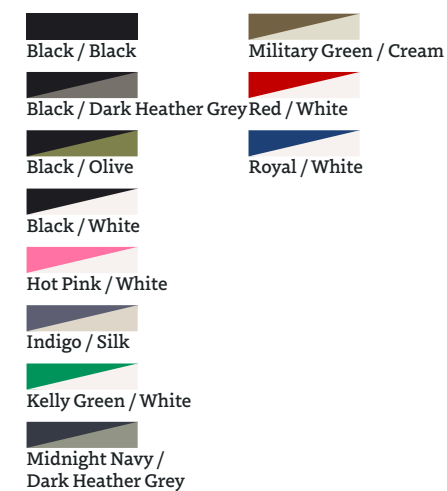 Black / Black
Black / Dark Heather Grey
Black / Olive
Black / White
Hot Pink / White
Indigo / Silk
Kelly Green / White
Midnight Navy /
Dark Heather Grey
Military Green / Cream
Red / White
Royal / White